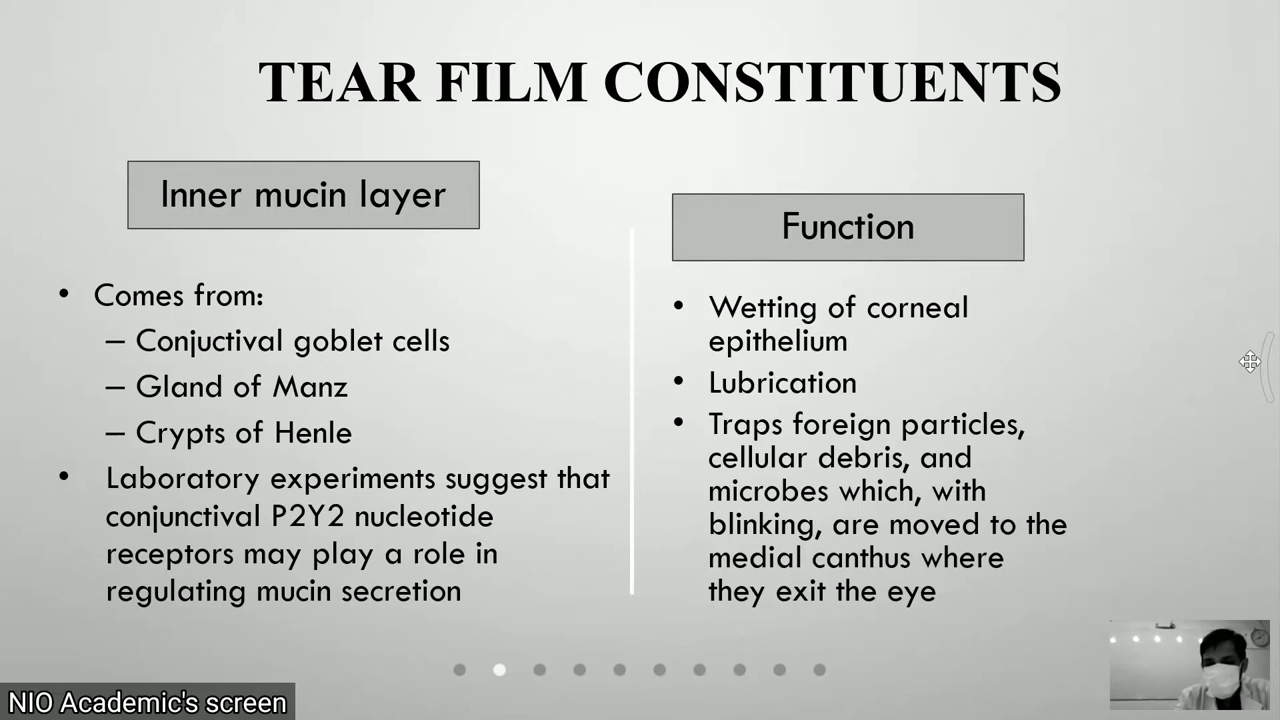 TEAR FILM CONSTITUENTS
Inner mucin layer
• Comes from:
– Conjuctival goblet cells
– Gland of Manz
– Crypts of Henle
• Laboratory experiments suggest that
conjunctival P2Y2 nucleotide
receptors may play a role in
regulating mucin secretion
Function
• Wetting of corneal
epithelium
• Lubrication
• Traps foreign particles,
cellular debris, and
microbes which, with
blinking, are moved to the
medial canthus where
they exit the eye
NIO Academic's screen